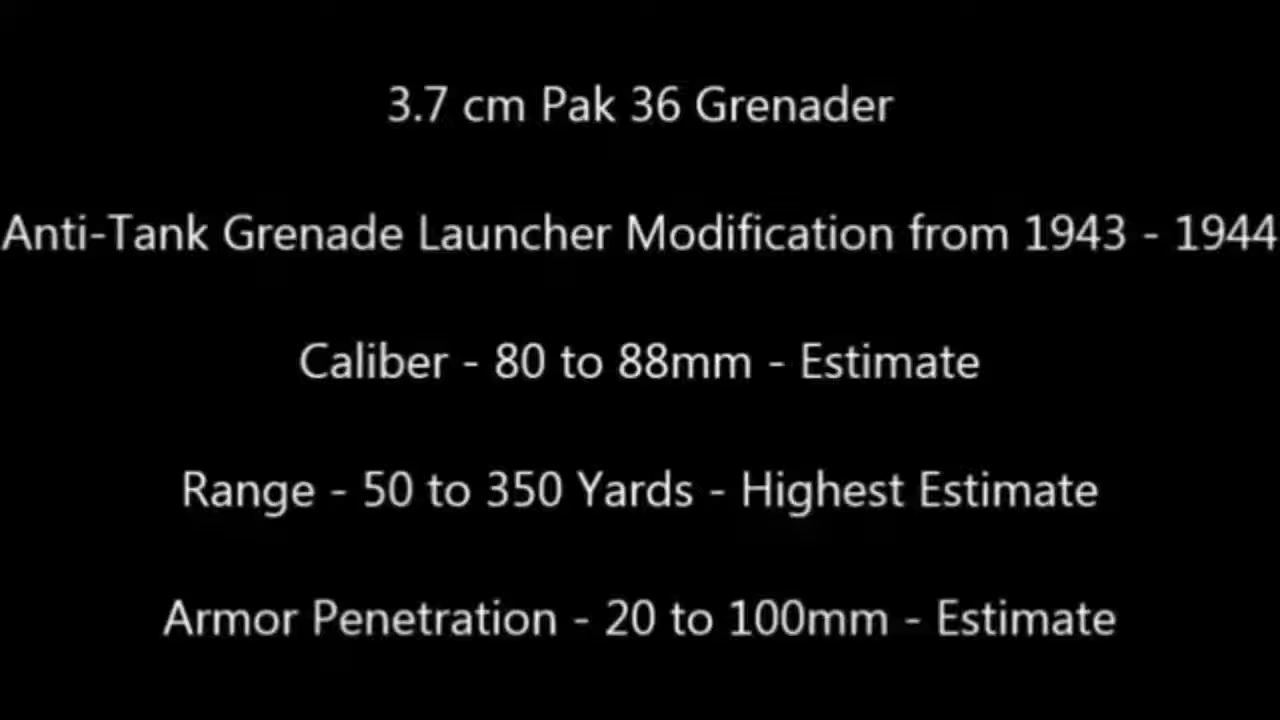 3.7 cm Pak 36 Grenader
Anti-Tank Grenade Launcher Modification from 1943 - 1944
Caliber - 80 to 88mm - Estimate
Range - 50 to 350 Yards - Highest Estimate
Armor Penetration - 20 to 100mm - Estimate